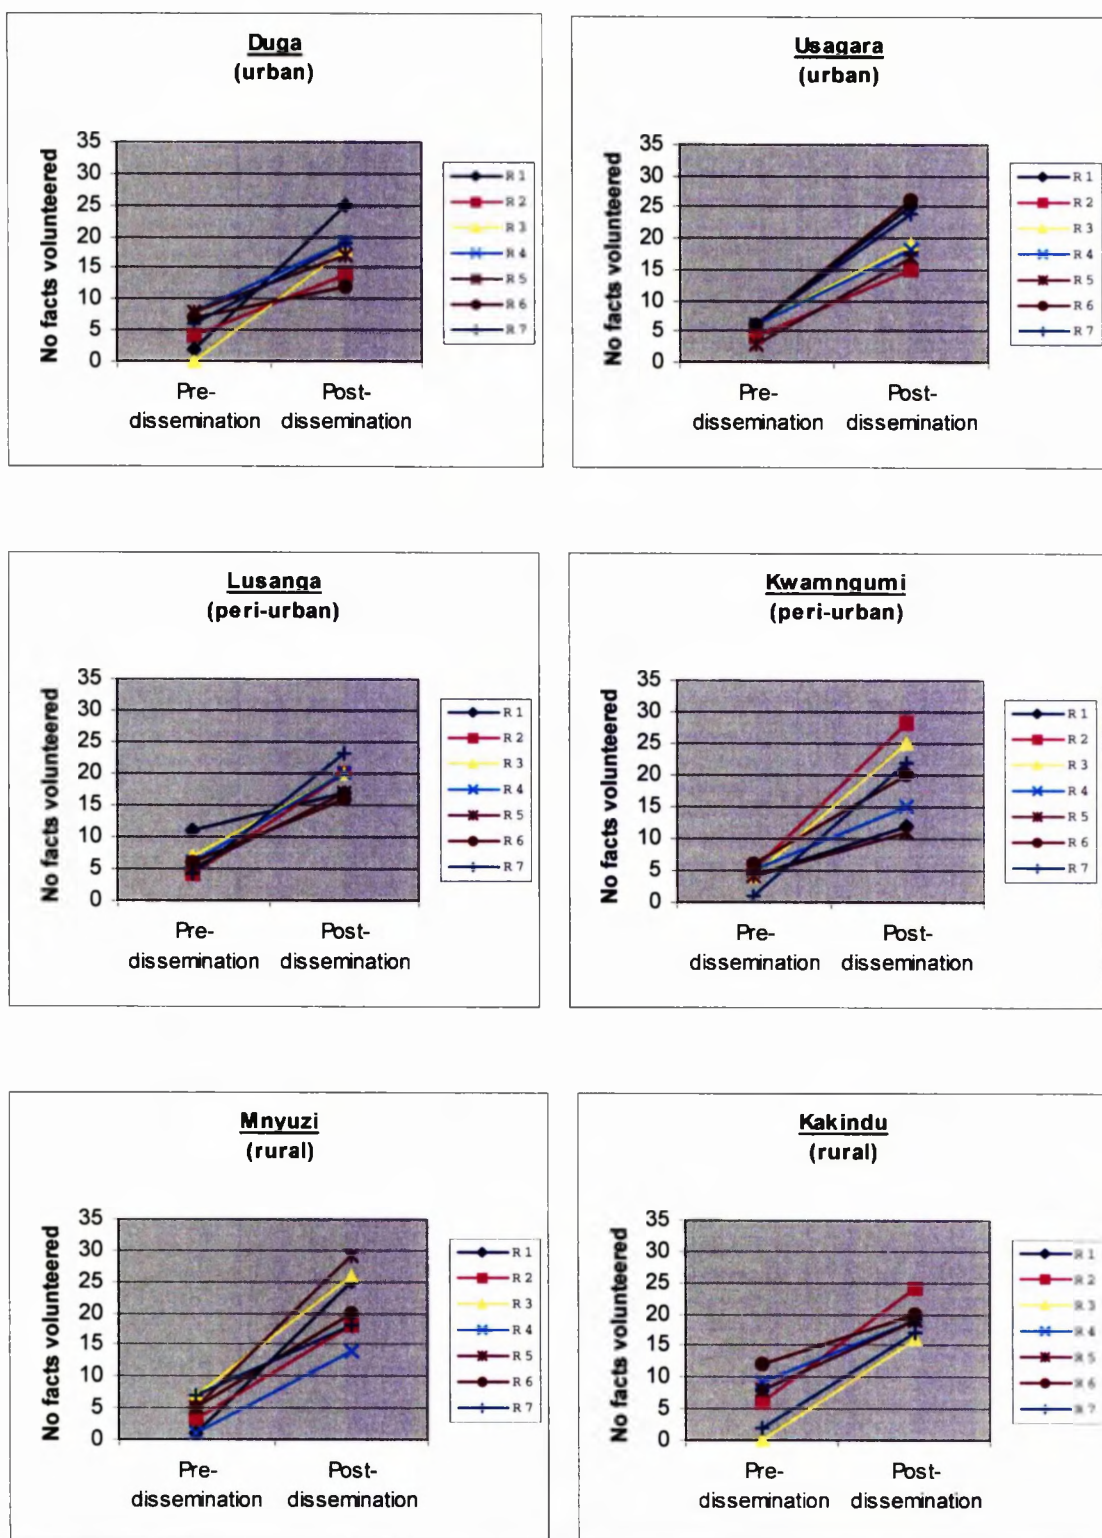 Duga
(urban)
No facts volunteered
35
30
25
20
15
10
5
0
Pre-
dissemination
Post-
dissemination
R 1
R 2
R 3
R 4
R 5
R 6
R 7
Usagara
(urban)
No facts volunteered
35
30
25
20
15
10
5
0
Pre-
dissemination
Post-
dissemination
R 1
R 2
R 3
R 4
R 5
R 6
R 7
Lusanga
(peri-urban)
No facts volunteered
35
30
25
20
15
10
5
0
Pre-
dissemination
Post-
dissemination
R 1
R 2
R 3
R 4
R 5
R 6
R 7
Kwamngumi
(peri-urban)
No facts volunteered
35
30
25
20
15
10
5
0
Pre-
dissemination
Post-
dissemination
R 1
R 2
R 3
R 4
R 5
R 6
R 7
Mnyuzi
(rural)
No facts volunteered
35
30
25
20
15
10
5
0
Pre-
dissemination
Post-
dissemination
R 1
R 2
R 3
R 4
R 5
R 6
R 7
Kakindu
(rural)
No facts volunteered
35
30
25
20
15
10
5
0
Pre-
dissemination
Post-
dissemination
R 1
R 2
R 3
R 4
R 5
R 6
R 7